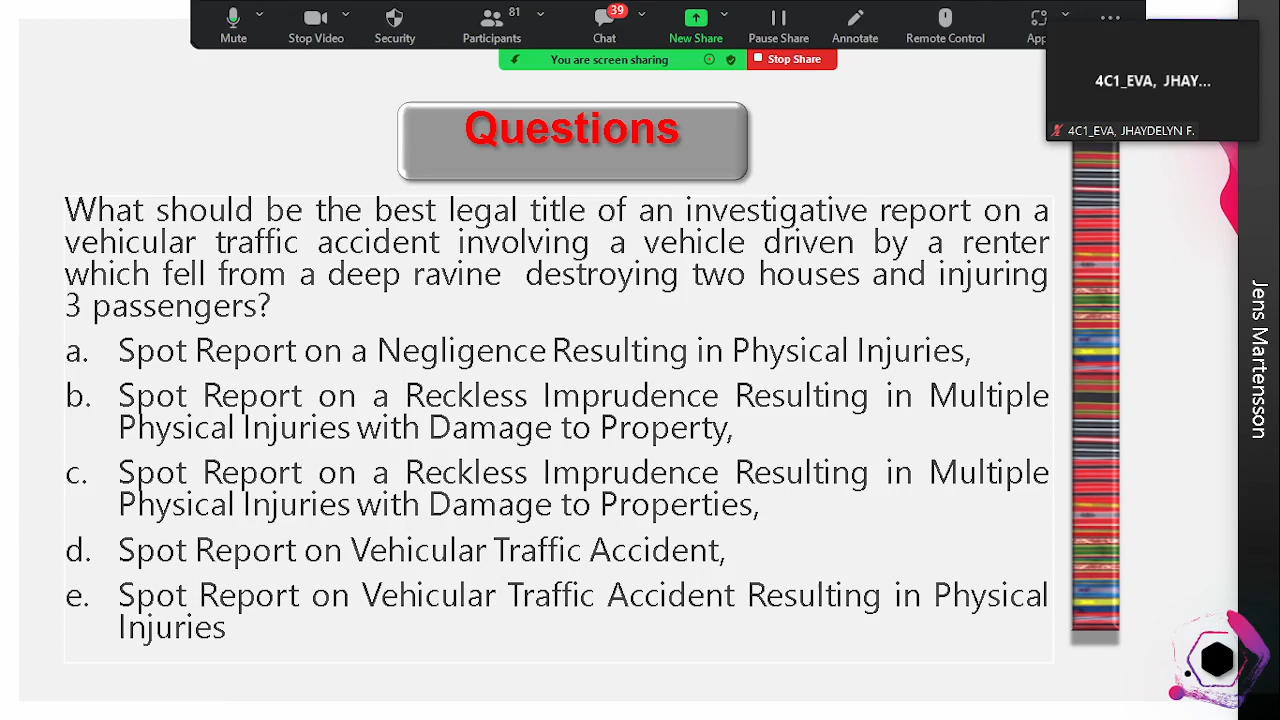 81
39
Mute
Stop Video
Security
Participants
Chat
New Share
Pause Share
Annotate
Remote Control
App
You are screen sharing
Stop Share
4C1_EVA, JHAY...
4C1_EVA, JHAYDELYN F.
Questions
What should be the best legal title of an investigative report on a
vehicular traffic accident involving a vehicle driven by a renter
which fell from a deep ravine destroying two houses and injuring
3 passengers?
a. Spot Report on a Negligence Resulting in Physical Injuries,
b. Spot Report on a Reckless Imprudence Resulting in Multiple
Physical Injuries with Damage to Property,
c. Spot Report on a Reckless Imprudence Resulting in Multiple
Physical Injuries with Damage to Properties,
d. Spot Report on Vehicular Traffic Accident,
e. Spot Report on Vehicular Traffic Accident Resulting in Physical
Injuries
Jens Martensson